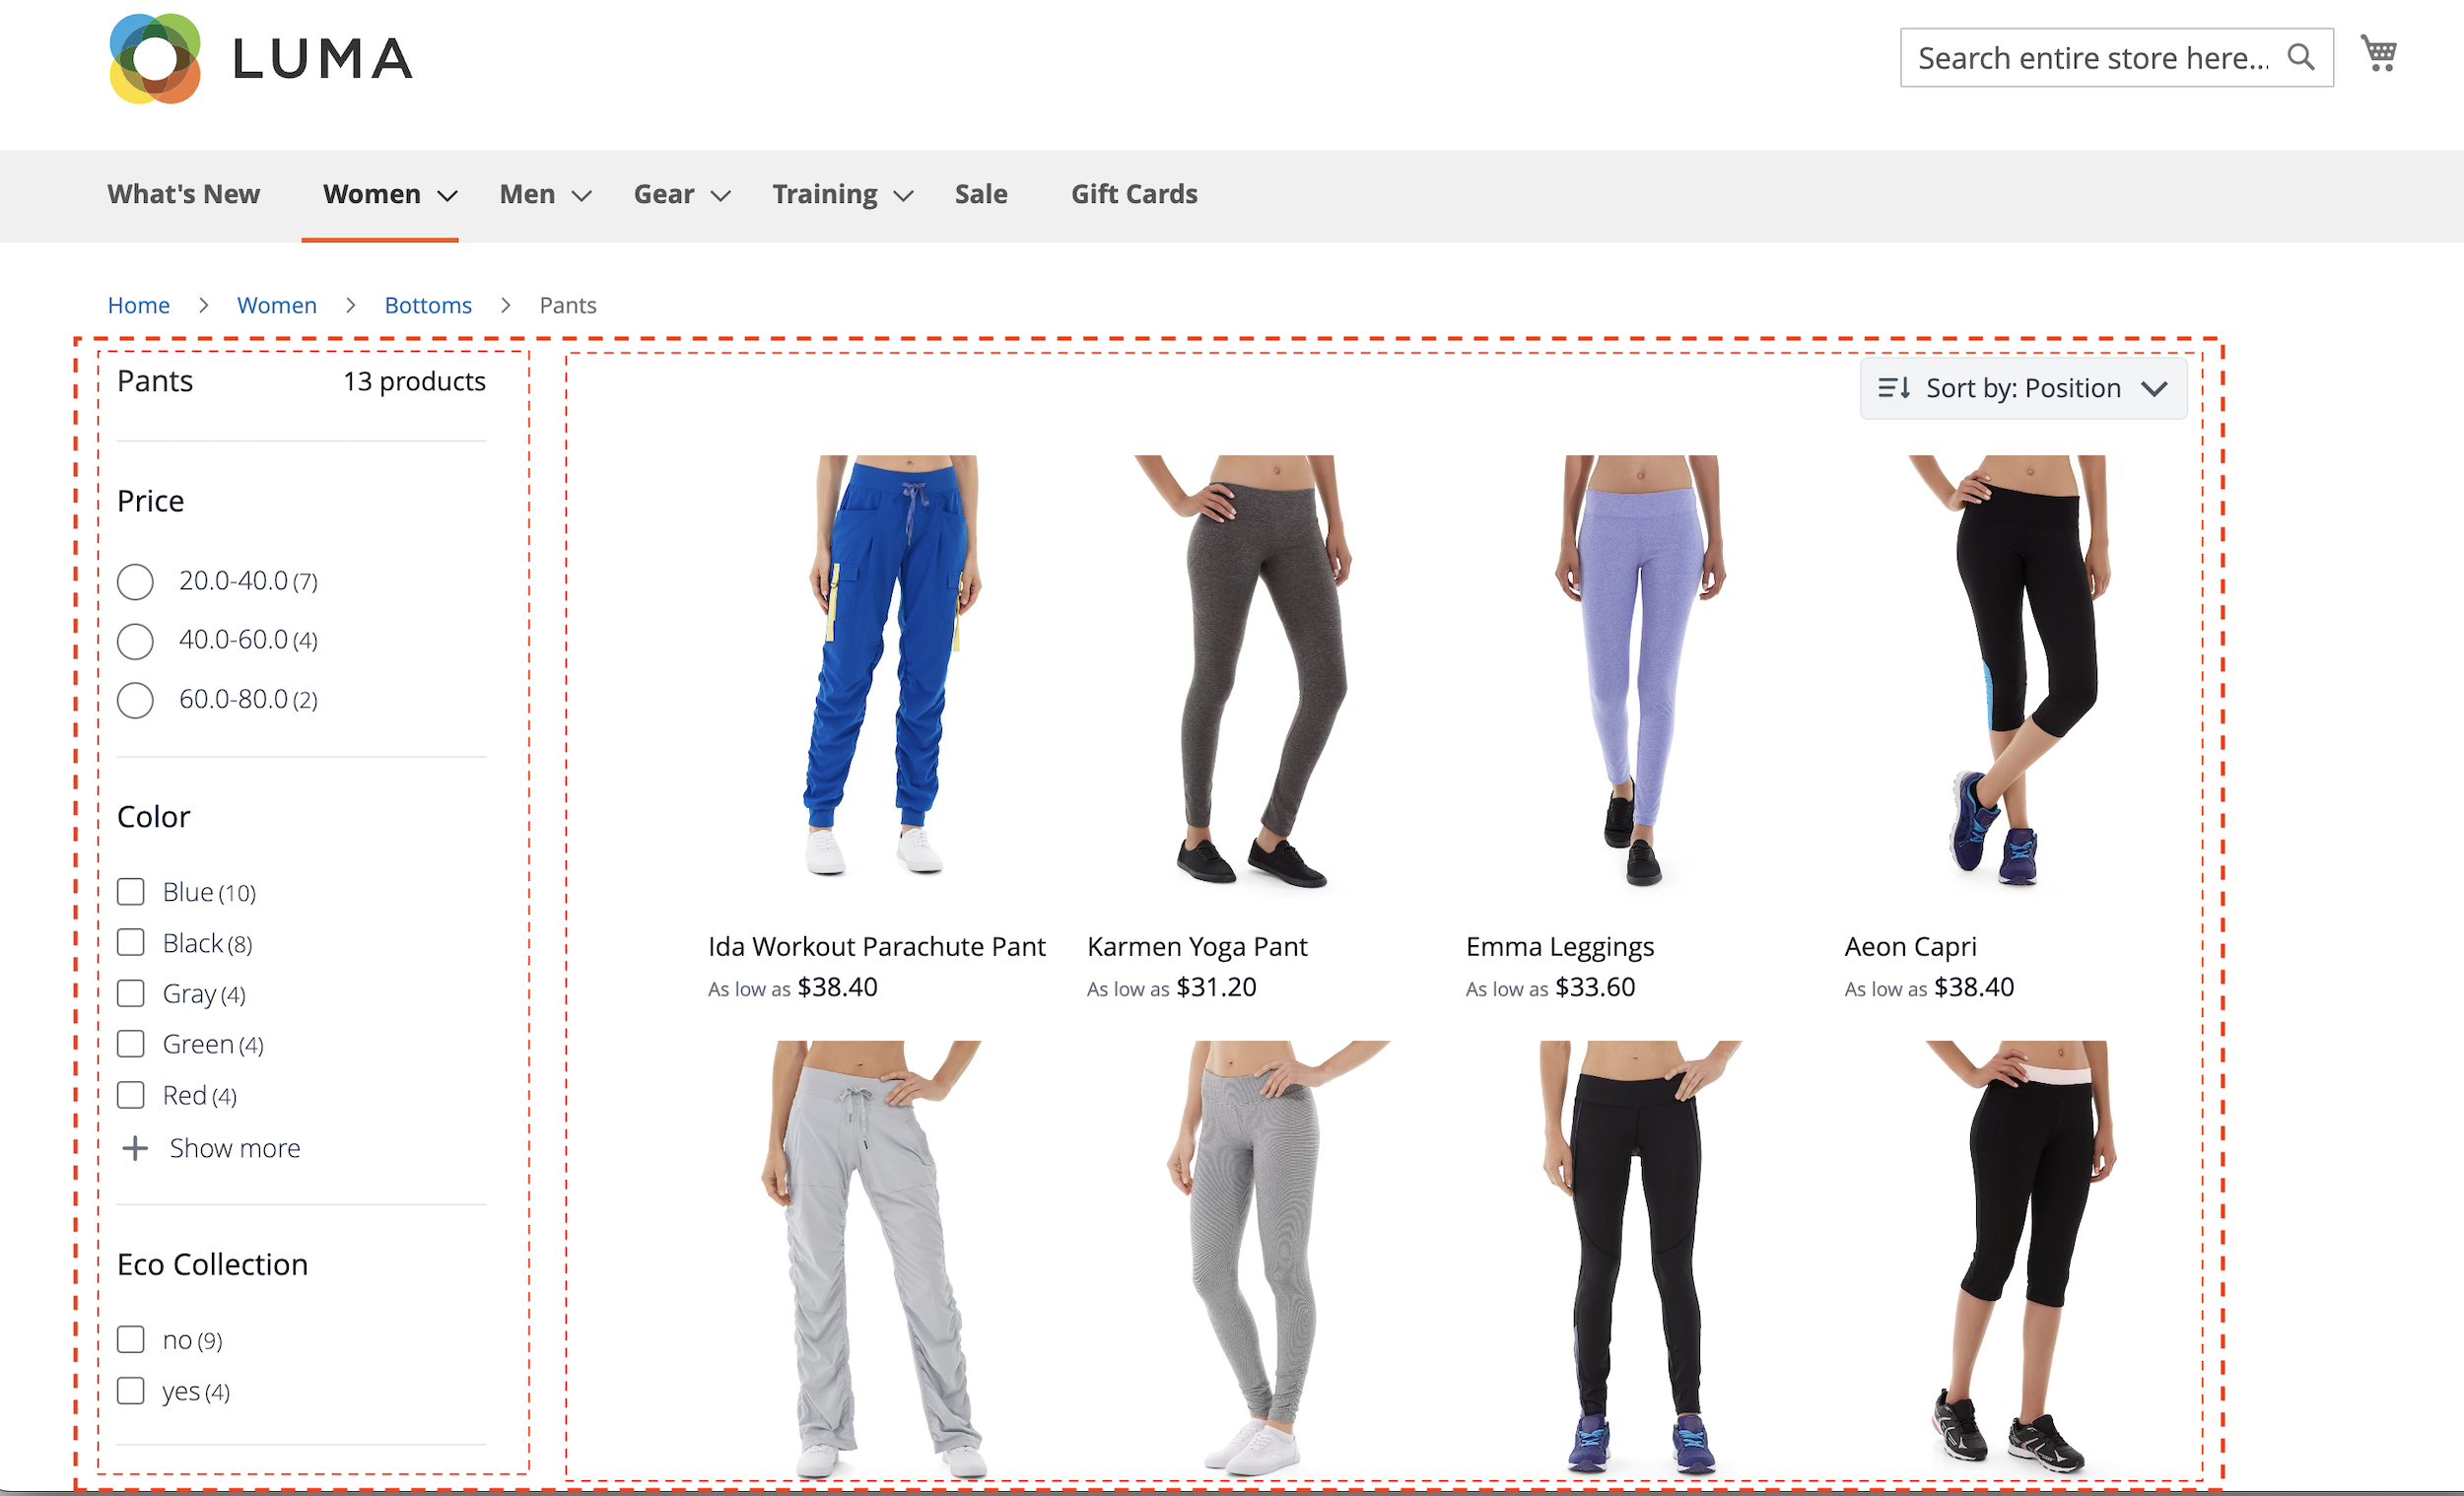 LUMA
Search entire store here...
What's New
Women
Men
Gear
Training
Sale
Gift Cards
Home > Women > Bottoms > Pants
Pants 13 products
Price
20.0-40.0 (7)
40.0-60.0 (4)
60.0-80.0 (2)
Color
Blue (10)
Black (8)
Gray (4)
Green (4)
Red (4)
+ Show more
Eco Collection
no (9)
yes (4)
Sort by: Position
Ida Workout Parachute Pant
As low as $38.40
Karmen Yoga Pant
As low as $31.20
Emma Leggings
As low as $33.60
Aeon Capri
As low as $38.40